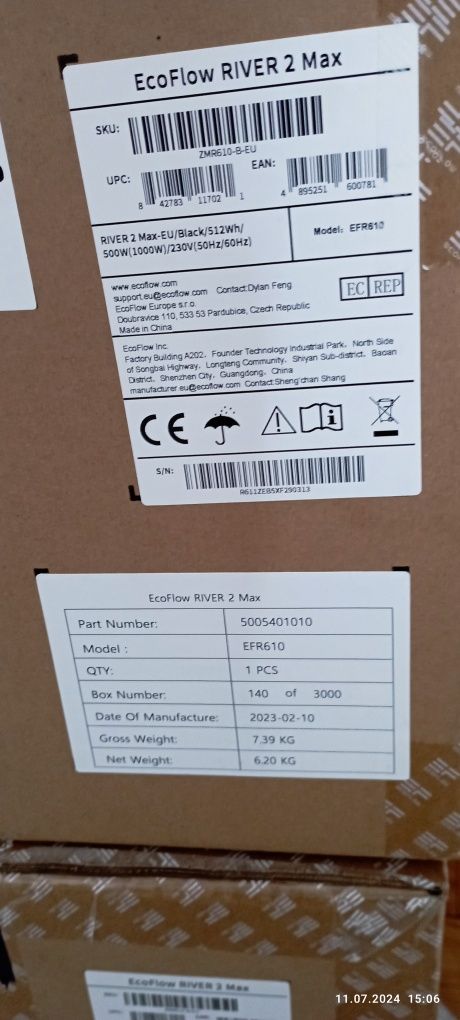 EcoFlow RIVER 2 Max
SKU:
ZMR610-B-EU
UPC:
8 42783 11702 1
EAN:
4 895251 600781
RIVER 2 Max-EU/Black/512Wh/
500W(1000W)/230V(50Hz/60Hz)
Model: EFR610
www.ecoflow.com
support.eu@ecoflow.com Contact:Dylan Feng
EcoFlow Europe s.r.o.
Doubravice 110, 533 53 Pardubice, Czech Republic
Made in China
EC REP
EcoFlow Inc.
Factory Building A202, Founder Technology Industrial Park, North Side
of Songbai Highway, Longteng Community, Shiyan Sub-district, Baoan
District, Shenzhen City, Guangdong, China
manufacturer.eu@ecoflow.com Contact:Sheng'chan Shang
CE
S/N:
R611ZEB5XF290313
EcoFlow RIVER 2 Max
Part Number: 5005401010
Model : EFR610
QTY: 1 PCS
Box Number: 140 of 3000
Date Of Manufacture: 2023-02-10
Gross Weight: 7.39 KG
Net Weight: 6.20 KG
EcoFlow RIVER 2 Max
11.07.2024 15:06